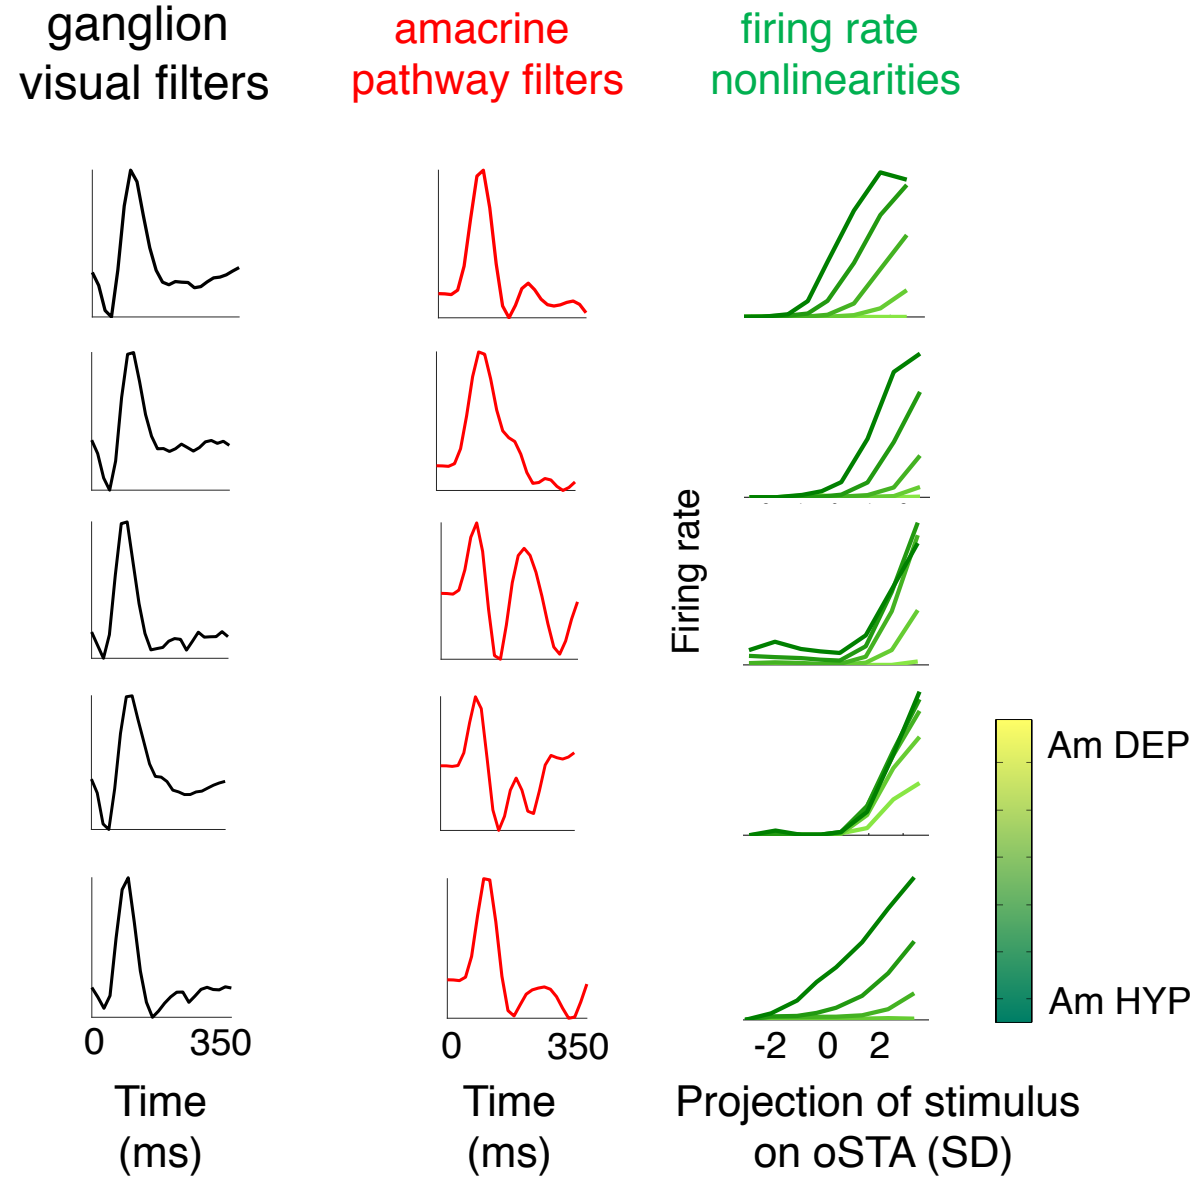 ganglion
visual filters
amacrine
pathway filters
firing rate
nonlinearities
Firing rate
Am DEP
Am HYP
0 350
0 350
-2 0 2
Time
(ms)
Time
(ms)
Projection of stimulus
on oSTA (SD)